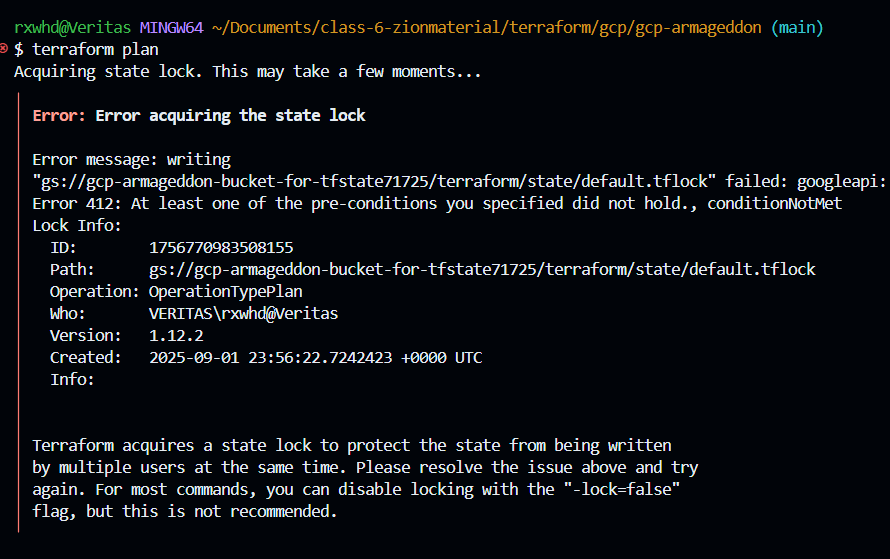 rxwhd@Veritas MINGW64 ~/Documents/class-6-zionmaterial/terraform/gcp/gcp-armageddon (main)
$ terraform plan
Acquiring state lock. This may take a few moments...
Error: Error acquiring the state lock
Error message: writing
"gs://gcp-armageddon-bucket-for-tfstate71725/terraform/state/default.tflock" failed: googleapi:
Error 412: At least one of the pre-conditions you specified did not hold., conditionNotMet
Lock Info:
ID: 1756770983508155
Path: gs://gcp-armageddon-bucket-for-tfstate71725/terraform/state/default.tflock
Operation: OperationTypePlan
Who: VERITAS\rxwhd@Veritas
Version: 1.12.2
Created: 2025-09-01 23:56:22.7242423 +0000 UTC
Info:
Terraform acquires a state lock to protect the state from being written
by multiple users at the same time. Please resolve the issue above and try
again. For most commands, you can disable locking with the "-lock=false"
flag, but this is not recommended.